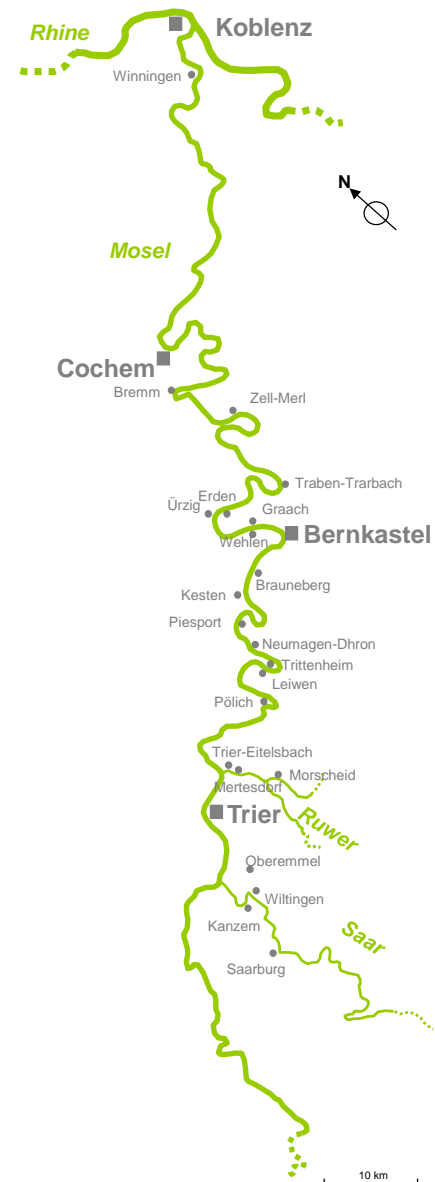 Koblenz
Rhine
Winningen
N
Mosel
Cochem
Bremm
Zell-Merl
Traben-Trarbach
Erden
Ürzig
Graach
Bernkastel
Wehlen
Brauneberg
Kesten
Piesport
Neumagen-Dhron
Trittenheim
Leiwen
Pölich
Trier-Eitelsbach
Morscheid
Mertesdorf
Trier
Ruwer
Oberemmel
Wiltingen
Kanzem
Saar
Saarburg
10 km